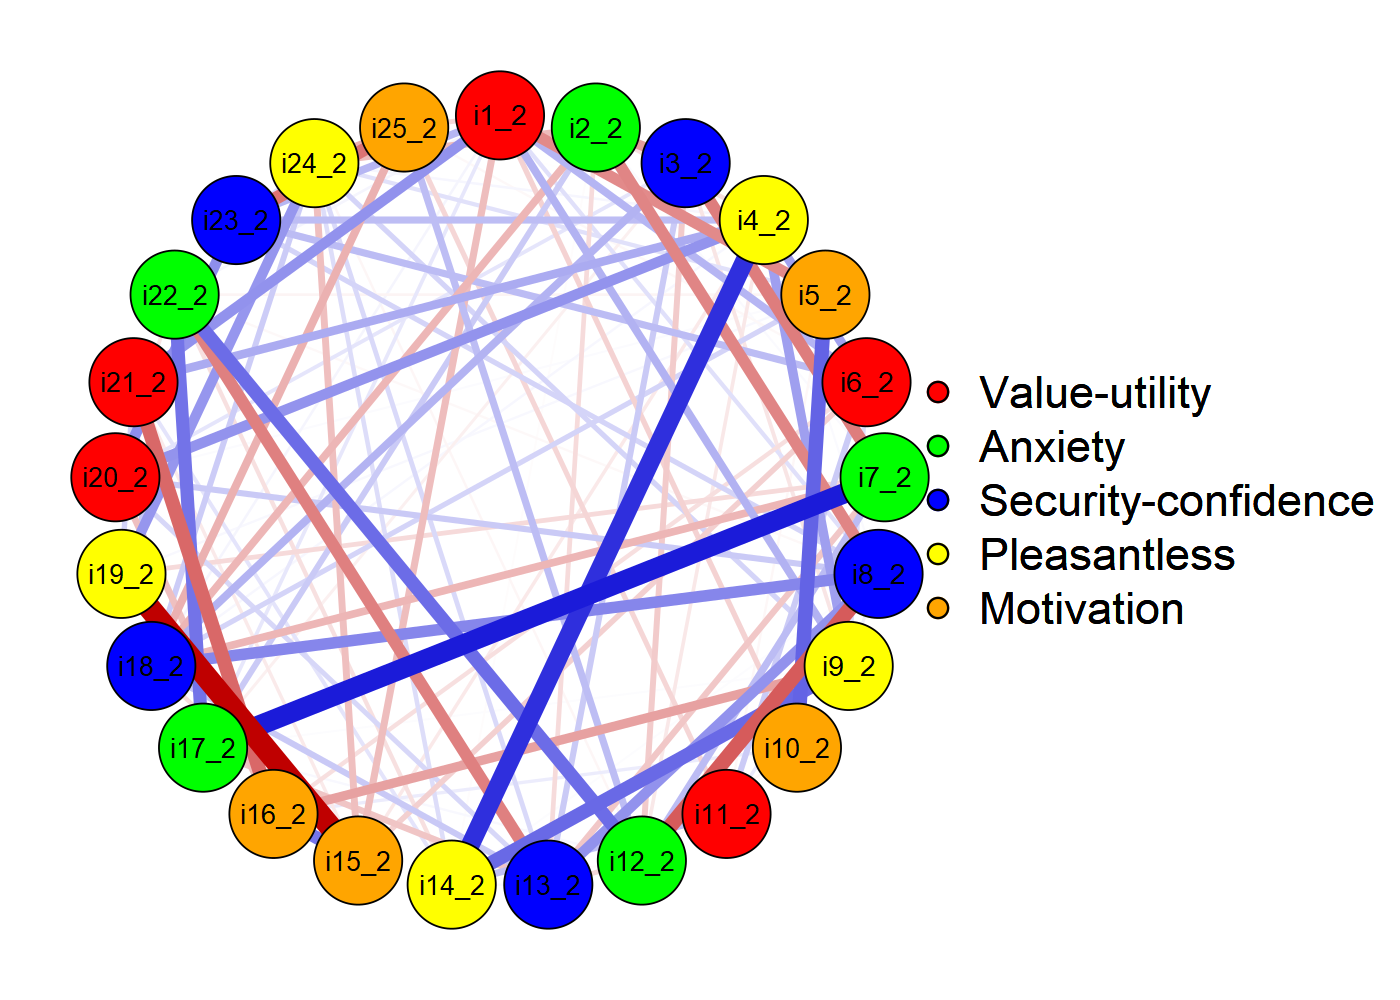 i1_2
i2_2
i3_2
i4_2
i5_2
i6_2
i7_2
i8_2
i9_2
i10_2
i11_2
i12_2
i13_2
i14_2
i15_2
i16_2
i17_2
i18_2
i19_2
i20_2
i21_2
i22_2
i23_2
i24_2
i25_2
Value-utility
Anxiety
Security-confidence
Pleasantless
Motivation